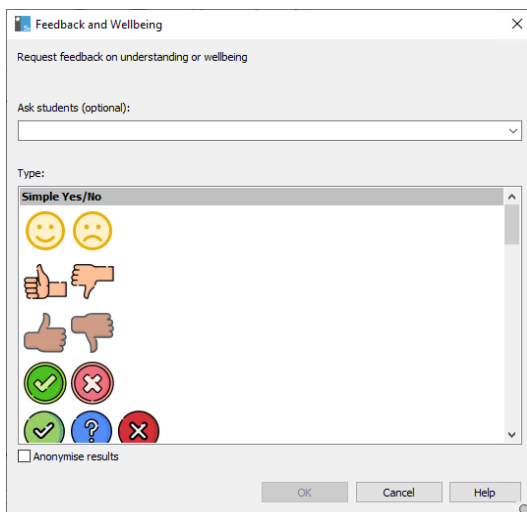 Feedback and Wellbeing
Request feedback on understanding or wellbeing
Ask students (optional):
Type:
Simple Yes/No
Anonymise results
OK Cancel Help